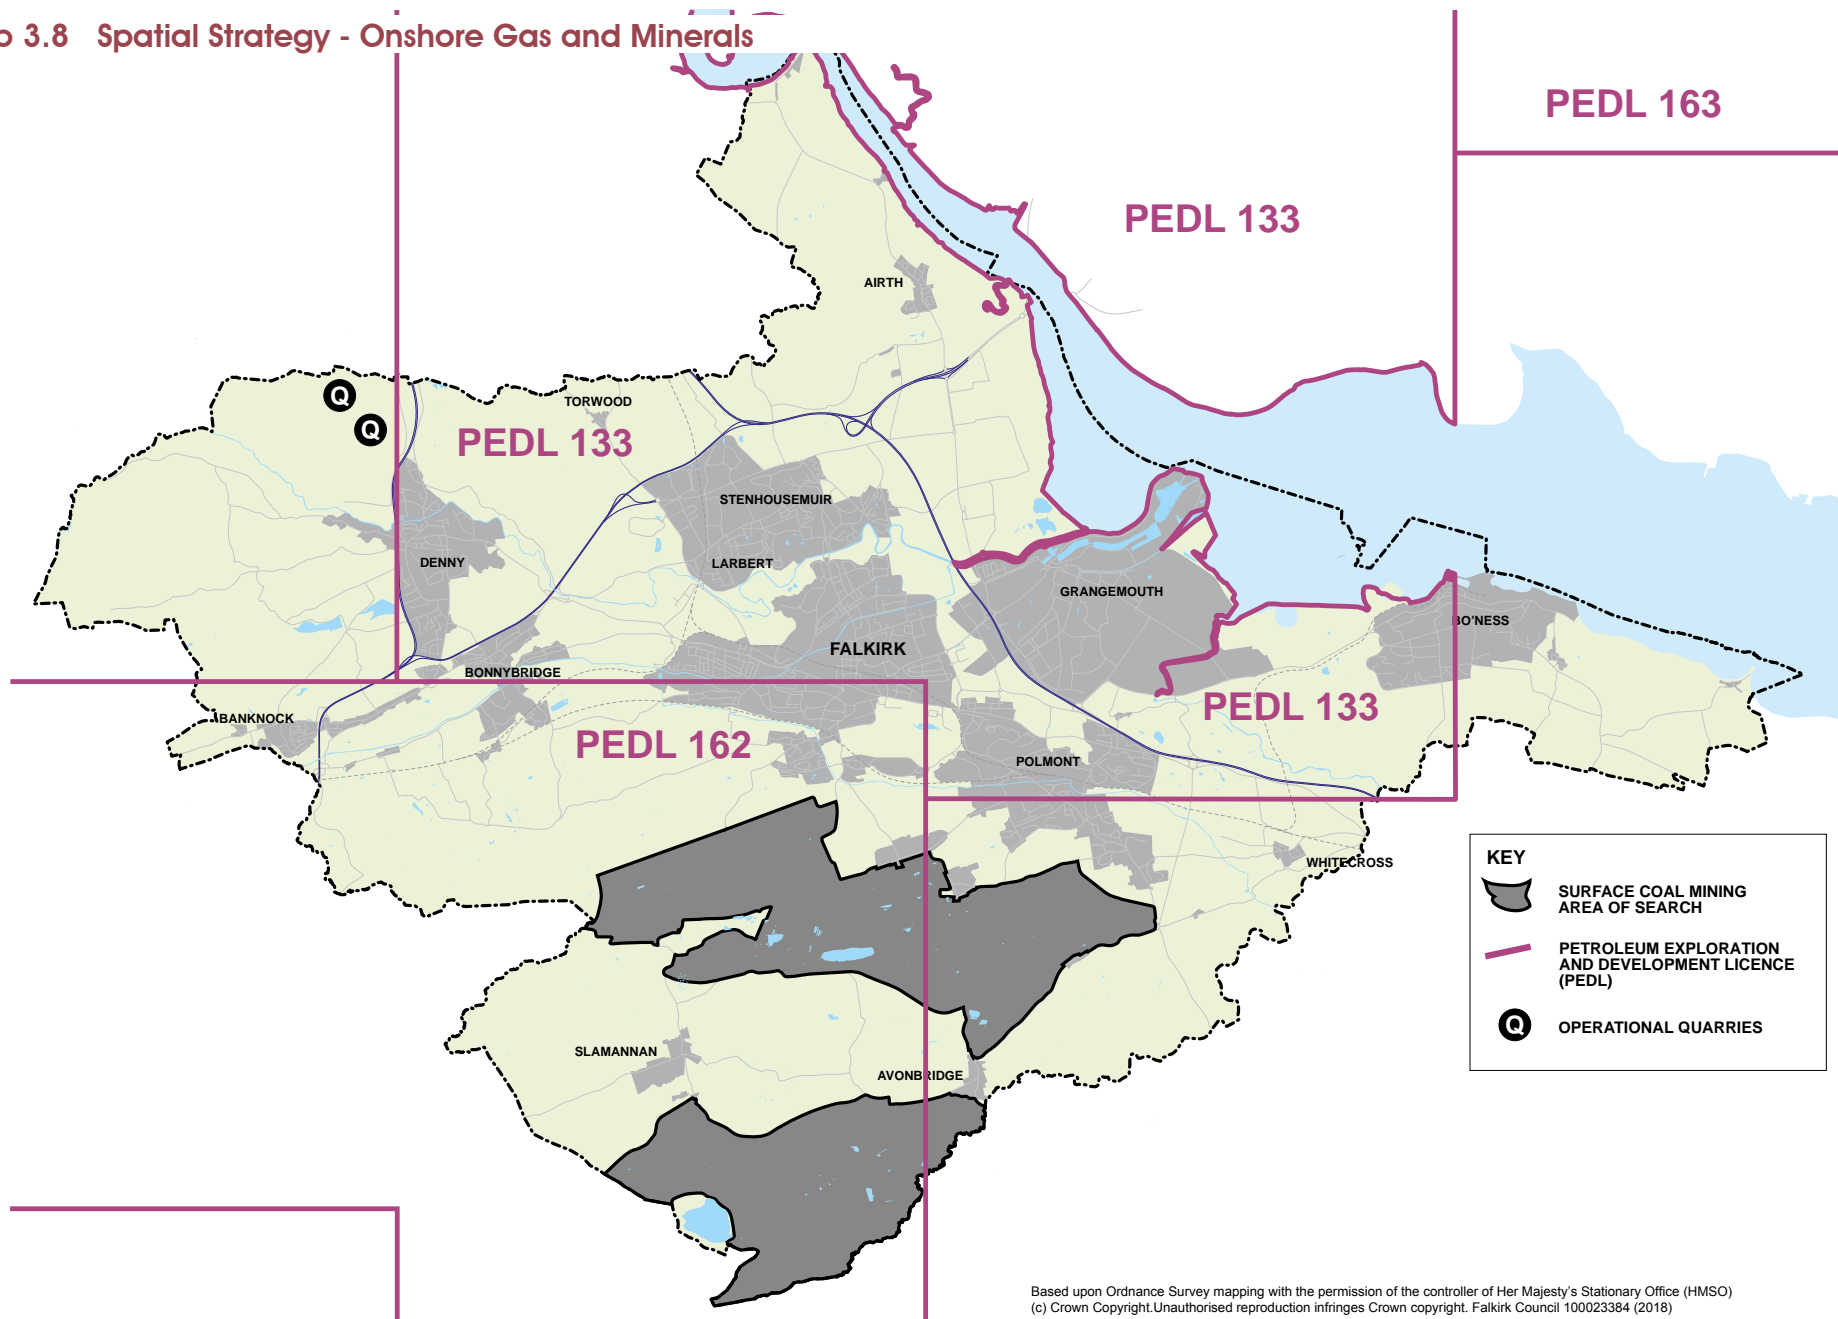 p 3.8 Spatial Strategy - Onshore Gas and Minerals
PEDL 163
PEDL 133
AIRTH
Q
Q
TORWOOD
PEDL 133
STENHOUSEMUIR
DENNY
LARBERT
GRANGEMOUTH
BO'NESS
FALKIRK
BONNYBRIDGE
PEDL 133
BANKNOCK
PEDL 162
POLMONT
WHITECROSS
SLAMANNAN
AVONBRIDGE
KEY
SURFACE COAL MINING
AREA OF SEARCH
PETROLEUM EXPLORATION
AND DEVELOPMENT LICENCE
(PEDL)
Q OPERATIONAL QUARRIES
Based upon Ordnance Survey mapping with the permission of the controller of Her Majesty's Stationary Office (HMSO)
(c) Crown Copyright.Unauthorised reproduction infringes Crown copyright. Falkirk Council 100023384 (2018)